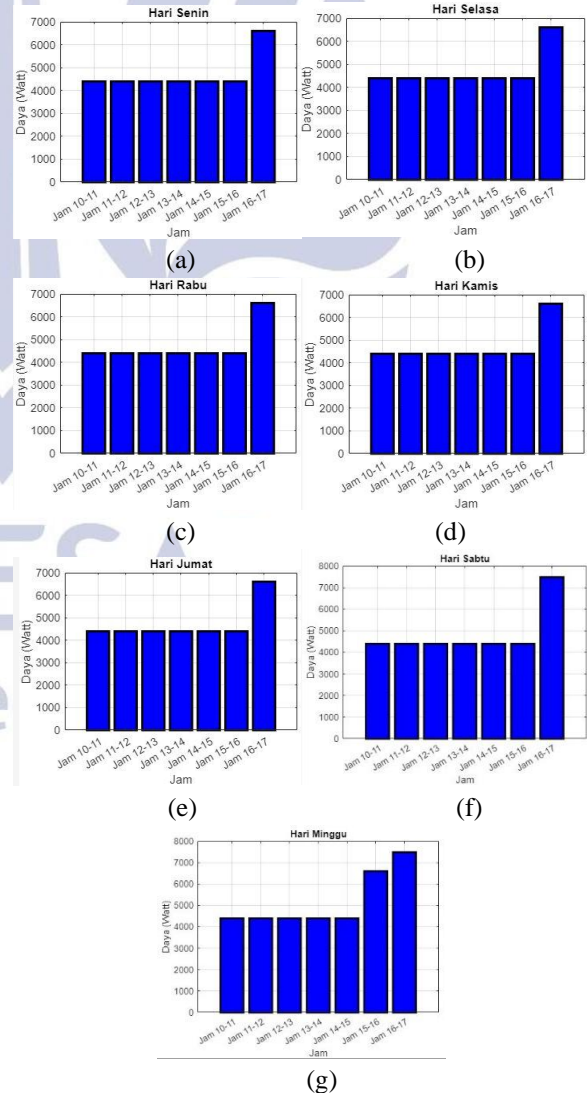 Hari Senin
Daya (Watt)
7000
6000
5000
4000
3000
2000
1000
0
Jam 10-11
Jam 11-12
Jam 12-13
Jam 13-14
Jam 14-15
Jam 15-16
Jam 16-17
Jam
(a)
Hari Selasa
Daya (Watt)
7000
6000
5000
4000
3000
2000
1000
0
Jam 10-11
Jam 11-12
Jam 12-13
Jam 13-14
Jam 14-15
Jam 15-16
Jam 16-17
Jam
(b)
Hari Rabu
Daya (Watt)
7000
6000
5000
4000
3000
2000
1000
0
Jam 10-11
Jam 11-12
Jam 12-13
Jam 13-14
Jam 14-15
Jam 15-16
Jam 16-17
Jam
(c)
Hari Kamis
Daya (Watt)
7000
6000
5000
4000
3000
2000
1000
0
Jam 10-11
Jam 11-12
Jam 12-13
Jam 13-14
Jam 14-15
Jam 15-16
Jam 16-17
Jam
(d)
Hari Jumat
Daya (Watt)
7000
6000
5000
4000
3000
2000
1000
0
Jam 10-11
Jam 11-12
Jam 12-13
Jam 13-14
Jam 14-15
Jam 15-16
Jam 16-17
Jam
(e)
Hari Sabtu
Daya (Watt)
8000
7000
6000
5000
4000
3000
2000
1000
0
Jam 10-11
Jam 11-12
Jam 12-13
Jam 13-14
Jam 14-15
Jam 15-16
Jam 16-17
Jam
(f)
Hari Minggu
Daya (Watt)
8000
7000
6000
5000
4000
3000
2000
1000
0
Jam 10-11
Jam 11-12
Jam 12-13
Jam 13-14
Jam 14-15
Jam 15-16
Jam 16-17
Jam
(g)